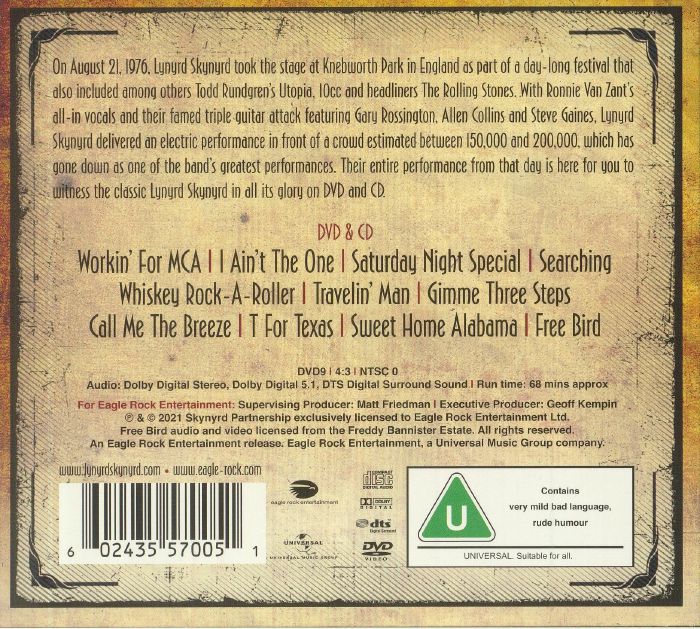 On August 21, 1976, Lynyrd Skynyrd took the stage at Knebworth Park in England as part of a day-long festival that
also included among others Todd Rundgren's Utopia, 10cc and headliners The Rolling Stones. With Ronnie Van Zant's
all-in vocals and their famed triple guitar attack featuring Gary Rossington, Allen Collins and Steve Gaines, Lynyrd
Skynyrd delivered an electric performance in front of a crowd estimated between 150,000 and 200,000, which has
gone down as one of the band's greatest performances. Their entire performance from that day is here for you to
witness the classic Lynyrd Skynyrd in all its glory on DVD and CD.
DVD & CD
Workin' For MCA | I Ain't The One | Saturday Night Special | Searching
Whiskey Rock-A-Roller | Travelin' Man | Gimme Three Steps
Call Me The Breeze | T For Texas | Sweet Home Alabama | Free Bird
DVD9 | 4:3 | NTSC 0
Audio: Dolby Digital Stereo, Dolby Digital 5.1, DTS Digital Surround Sound | Run time: 68 mins approx
For Eagle Rock Entertainment: Supervising Producer: Matt Friedman | Executive Producer: Geoff Kempin
℗ & © 2021 Skynyrd Partnership exclusively licensed to Eagle Rock Entertainment Ltd.
Free Bird audio and video licensed from the Freddy Bannister Estate. All rights reserved.
An Eagle Rock Entertainment release. Eagle Rock Entertainment, a Universal Music Group company.
www.lynyrdskynyrd.com • www.eagle-rock.com
6 02435 57005 1
eagle rock entertainment
UNIVERSAL
UNIVERSAL MUSIC GROUP
COMPACT
disc
DIGITAL AUDIO
DOLBY
DIGITAL
dts
Digital Surround
DVD
VIDEO
U
Contains
very mild bad language,
rude humour
UNIVERSAL. Suitable for all.